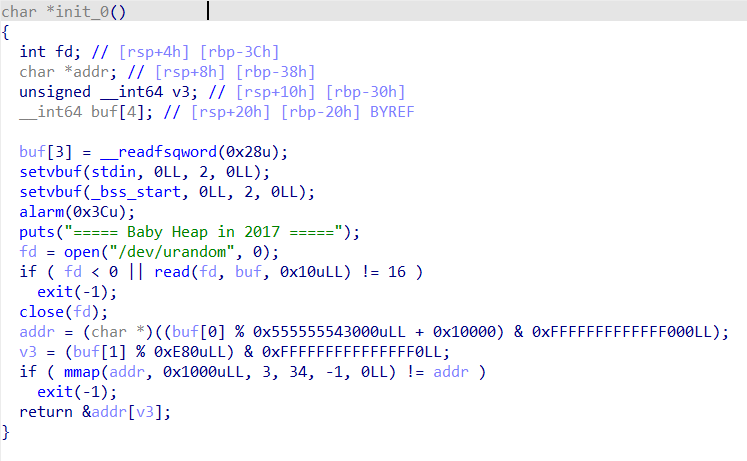 char *init_0()
{
  int fd; // [rsp+4h] [rbp-3Ch]
  char *addr; // [rsp+8h] [rbp-38h]
  unsigned __int64 v3; // [rsp+10h] [rbp-30h]
  __int64 buf[4]; // [rsp+20h] [rbp-20h] BYREF

  buf[3] = __readfsqword(0x28u);
  setvbuf(stdin, 0LL, 2, 0LL);
  setvbuf(_bss_start, 0LL, 2, 0LL);
  alarm(0x3Cu);
  puts("===== Baby Heap in 2017 =====");
  fd = open("/dev/urandom", 0);
  if ( fd < 0 || read(fd, buf, 0x10uLL) != 16 )
    exit(-1);
  close(fd);
  addr = (char *)((buf[0] % 0x555555543000uLL + 0x10000) & 0xFFFFFFFFFFFFF000LL);
  v3 = (buf[1] % 0xE80uLL) & 0xFFFFFFFFFFFFFFF0LL;
  if ( mmap(addr, 0x1000uLL, 3, 34, -1, 0LL) != addr )
    exit(-1);
  return &addr[v3];
}